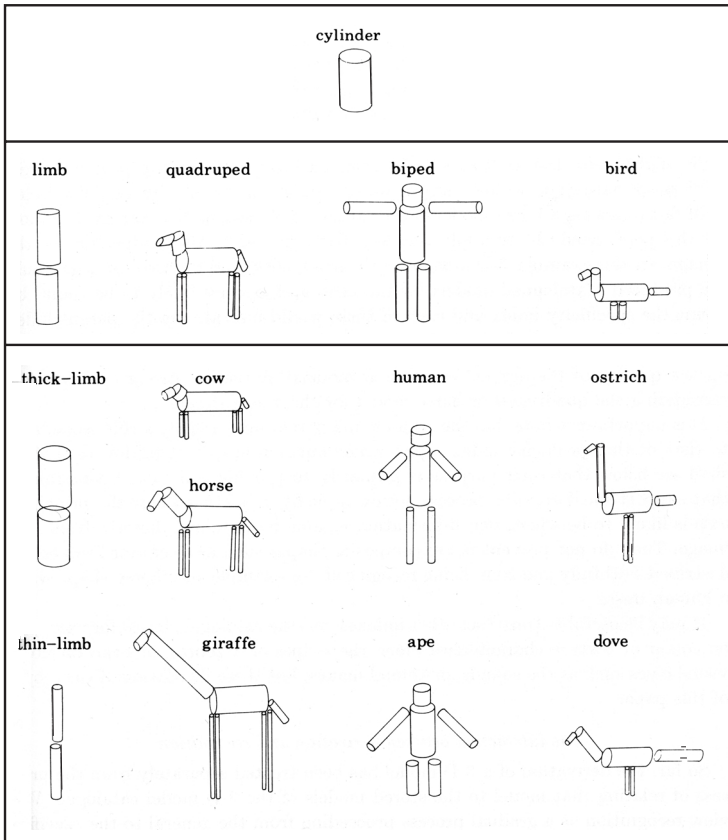 cylinder
limb quadruped biped bird
thick-limb cow human ostrich
horse
thin-limb giraffe ape dove